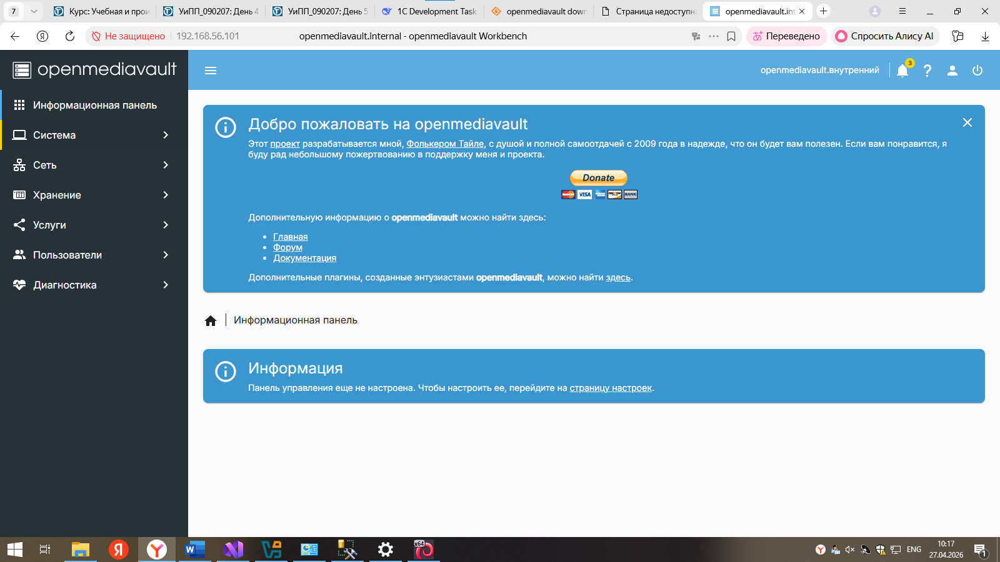 7
Курс: Учебная и прои
УиПП_090207: День 4
УиПП_090207: День 5
1C Development Task
openmediavault down
Страница недоступна
openmediavault.int
Не защищено
192.168.56.101
openmediavault.internal - openmediavault Workbench
Переведено
Спросить Алису AI
openmediavault
openmediavault.внутренний
3
Информационная панель
Система
Сеть
Хранение
Услуги
Пользователи
Диагностика
Добро пожаловать на openmediavault
Этот проект разрабатывается мной, Фолькером Тайле, с душой и полной самоотдачей с 2009 года в надежде, что он будет вам полезен. Если вам понравится, я
буду рад небольшому пожертвованию в поддержку меня и проекта.
Donate
VISA
BANK
Дополнительную информацию о openmediavault можно найти здесь:
Главная
Форум
Документация
Дополнительные плагины, созданные энтузиастами openmediavault, можно найти здесь.
Информационная панель
Информация
Панель управления еще не настроена. Чтобы настроить ее, перейдите на страницу настроек.
x64
ENG
10:17
27.04.2026
1